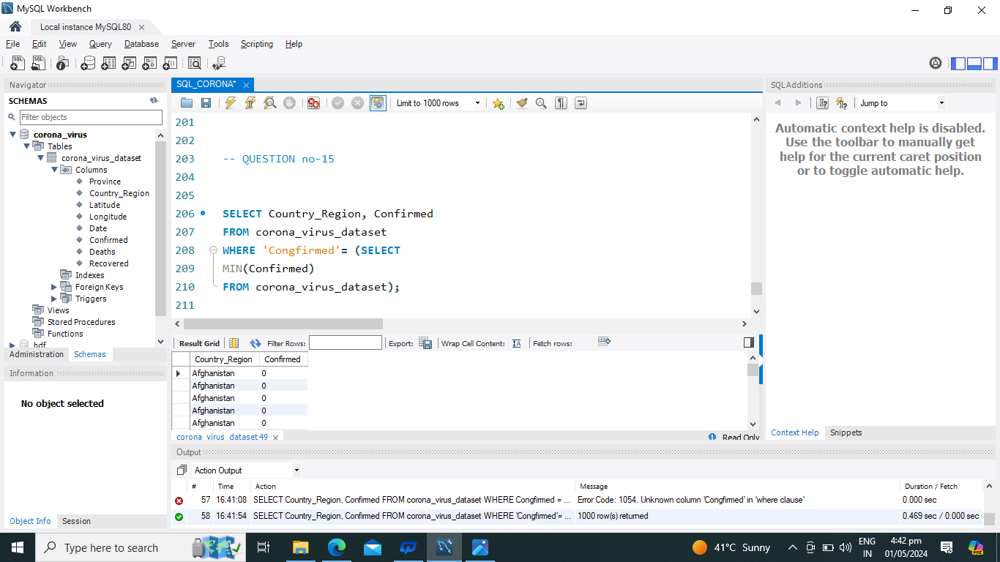 MySQL Workbench
Local instance MySQL80
File Edit View Query Database Server Tools Scripting Help
Navigator
SCHEMAS
Filter objects
corona_virus
Tables
corona_virus_dataset
Columns
Province
Country_Region
Latitude
Longitude
Date
Confirmed
Deaths
Recovered
Indexes
Foreign Keys
Triggers
Views
Stored Procedures
Functions
hdf
Administration Schemas
Information
No object selected
Object Info Session
SQL_CORONA*
Limit to 1000 rows
201
202
203 -- QUESTION no-15
204
205
206 SELECT Country_Region, Confirmed
207 FROM corona_virus_dataset
208 WHERE 'Congfirmed'= (SELECT
209 MIN(Confirmed)
210 FROM corona_virus_dataset);
211
Result Grid Filter Rows: Export: Wrap Cell Content: Fetch rows:
Country_Region Confirmed
Afghanistan 0
Afghanistan 0
Afghanistan 0
Afghanistan 0
Afghanistan 0
corona_virus_dataset 49 Read Only
SQLAdditions
Jump to
Automatic context help is disabled.
Use the toolbar to manually get
help for the current caret position
or to toggle automatic help.
Context Help Snippets
Output
Action Output
# Time Action Message Duration / Fetch
57 16:41:08 SELECT Country_Region, Confirmed FROM corona_virus_dataset WHERE Congfirmed = ... Error Code: 1054. Unknown column 'Congfirmed' in 'where clause' 0.000 sec
58 16:41:54 SELECT Country_Region, Confirmed FROM corona_virus_dataset WHERE 'Congfirmed'= ... 1000 row(s) returned 0.469 sec / 0.000 sec
Type here to search
41°C Sunny
ENG
IN
4:42 pm
01/05/2024
PRE